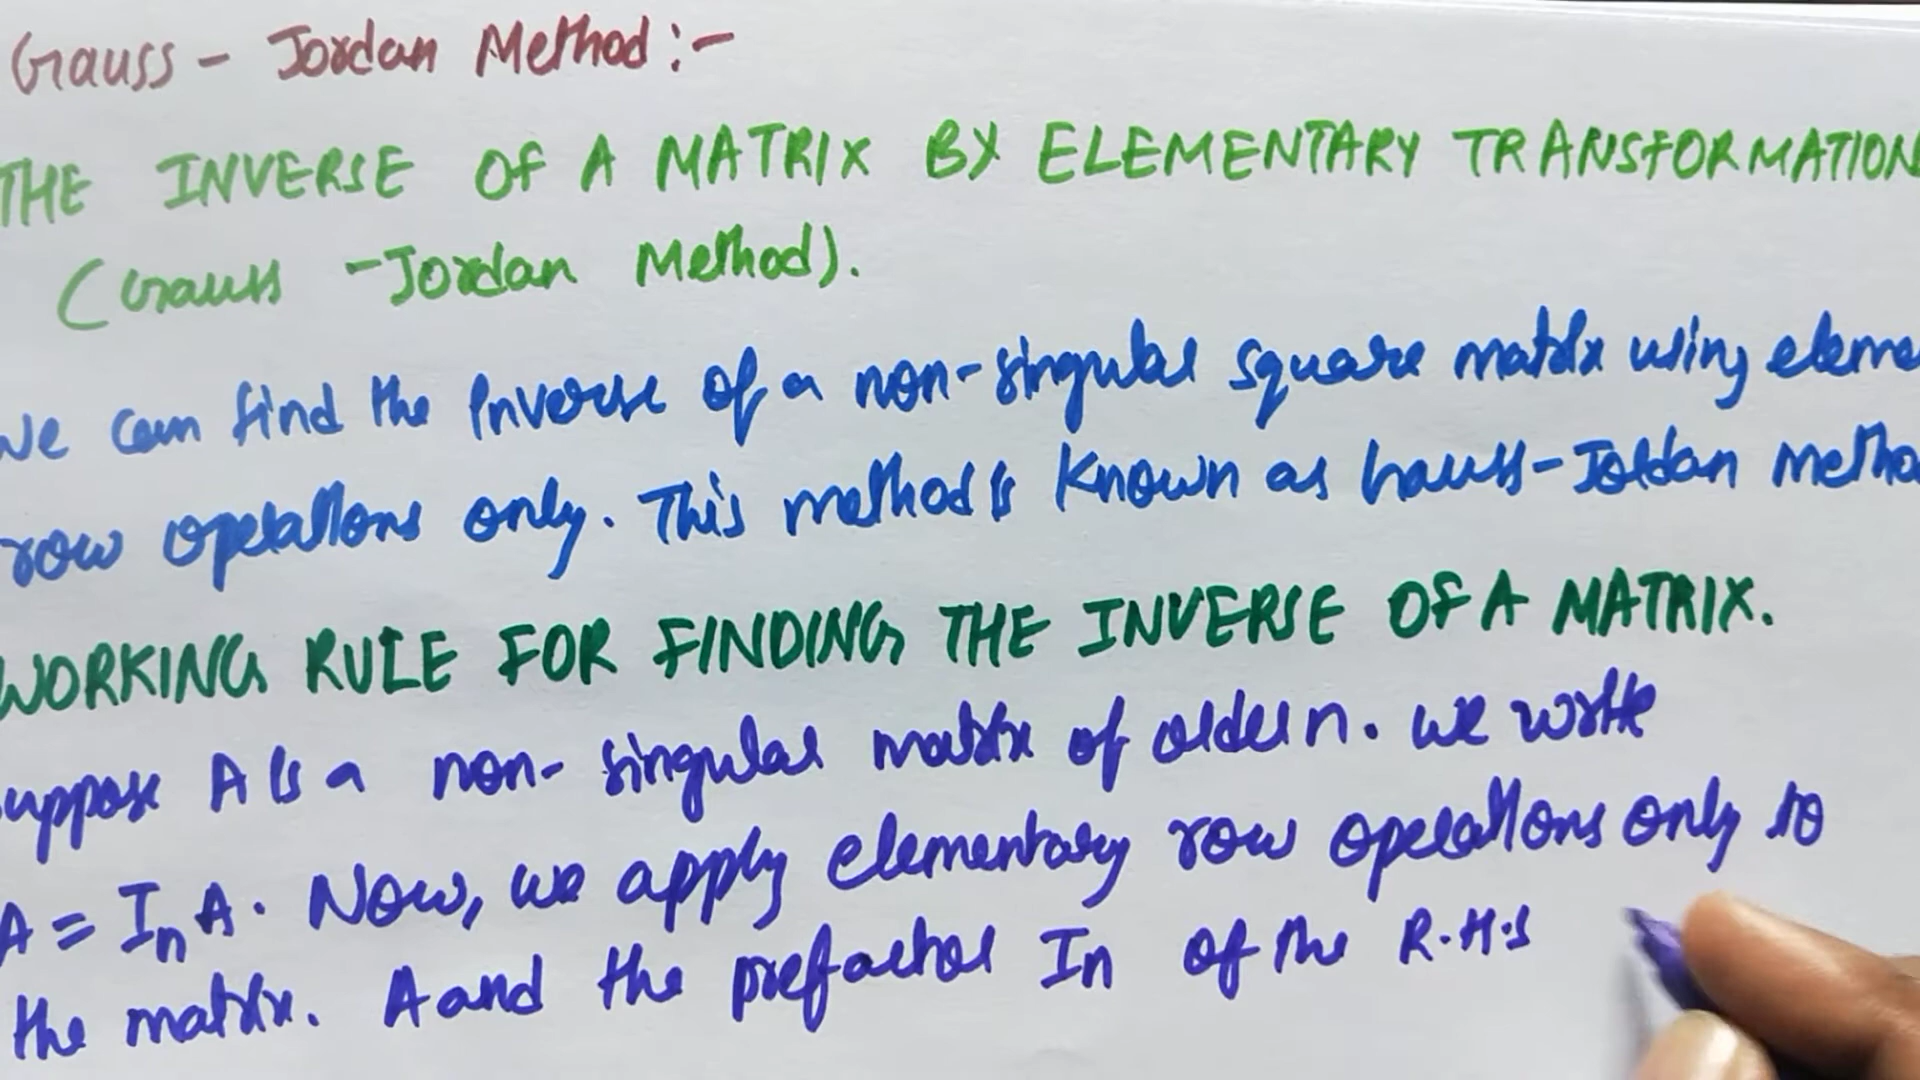 Gauss - Jordan Method :-
THE INVERSE OF A MATRIX BY ELEMENTARY TRANSFORMATION
(Gauss - Jordan Method).
We can find the Inverse of a non-singular square matrix using eleme
row operations only. This method is known as Gauss-Jordan Metho
WORKING RULE FOR FINDING THE INVERSE OF A MATRIX.
uppose A is a non-singular matrix of order n. we write
A = InA. Now, we apply elementary row operations only to
the matrix. A and the prefactor In of the R.H.S